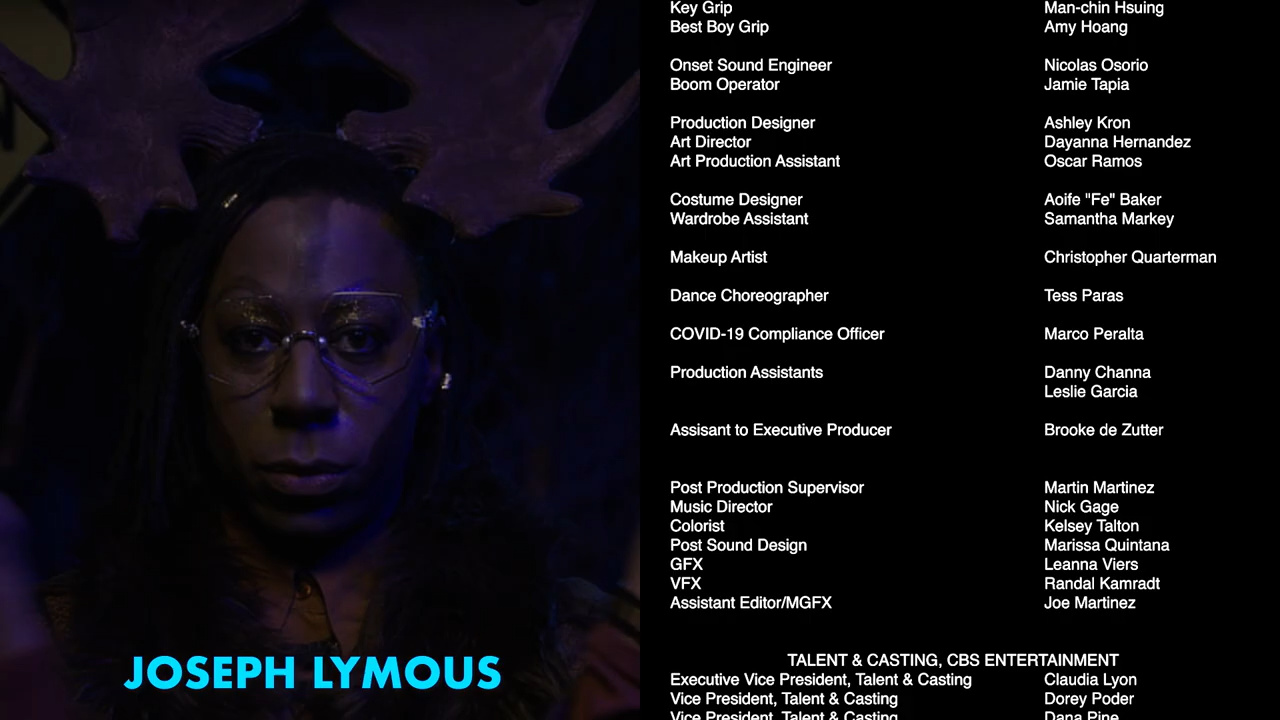 JOSEPH LYMOUS
Key Grip Man-chin Hsuing
Best Boy Grip Amy Hoang
Onset Sound Engineer Nicolas Osorio
Boom Operator Jamie Tapia
Production Designer Ashley Kron
Art Director Dayanna Hernandez
Art Production Assistant Oscar Ramos
Costume Designer Aoife "Fe" Baker
Wardrobe Assistant Samantha Markey
Makeup Artist Christopher Quarterman
Dance Choreographer Tess Paras
COVID-19 Compliance Officer Marco Peralta
Production Assistants Danny Channa
Leslie Garcia
Assisant to Executive Producer Brooke de Zutter
Post Production Supervisor Martin Martinez
Music Director Nick Gage
Colorist Kelsey Talton
Post Sound Design Marissa Quintana
GFX Leanna Viers
VFX Randal Kamradt
Assistant Editor/MGFX Joe Martinez
TALENT & CASTING, CBS ENTERTAINMENT
Executive Vice President, Talent & Casting Claudia Lyon
Vice President, Talent & Casting Dorey Poder
Vice President, Talent & Casting Dana Pine